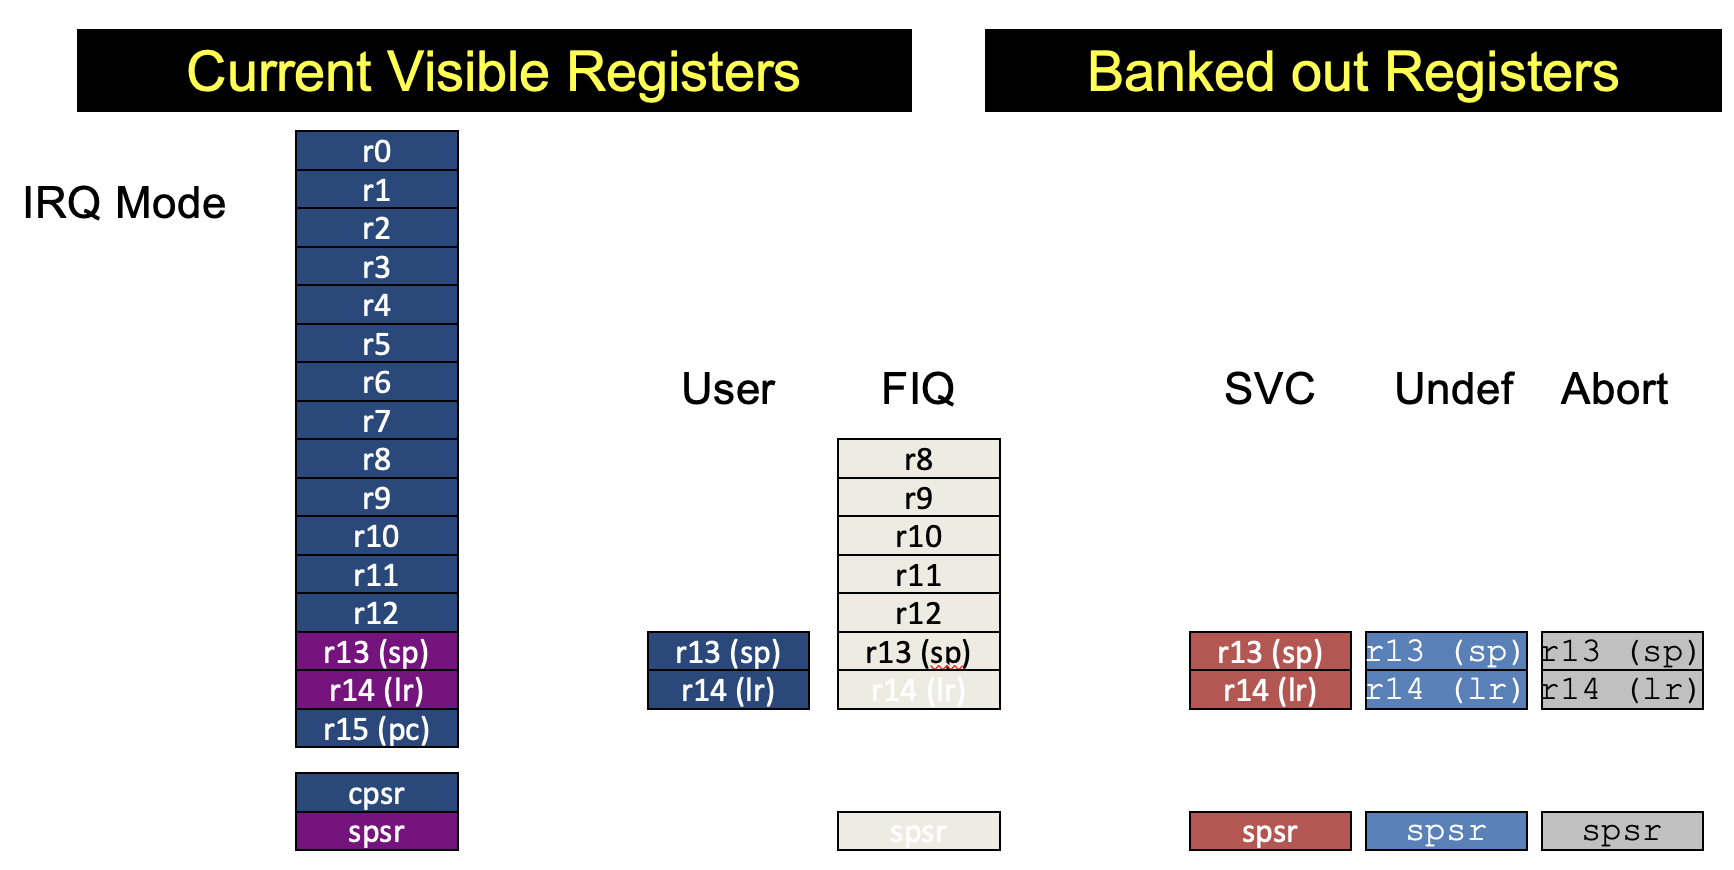 Current Visible Registers
Banked out Registers
IRQ Mode
r0
r1
r2
r3
r4
r5
r6
r7
r8
r9
r10
r11
r12
r13 (sp)
r14 (lr)
r15 (pc)
cpsr
spsr
User
r13 (sp)
r14 (lr)
FIQ
r8
r9
r10
r11
r12
r13 (sp)
r14 (lr)
spsr
SVC
r13 (sp)
r14 (lr)
spsr
Undef
r13 (sp)
r14 (lr)
spsr
Abort
r13 (sp)
r14 (lr)
spsr